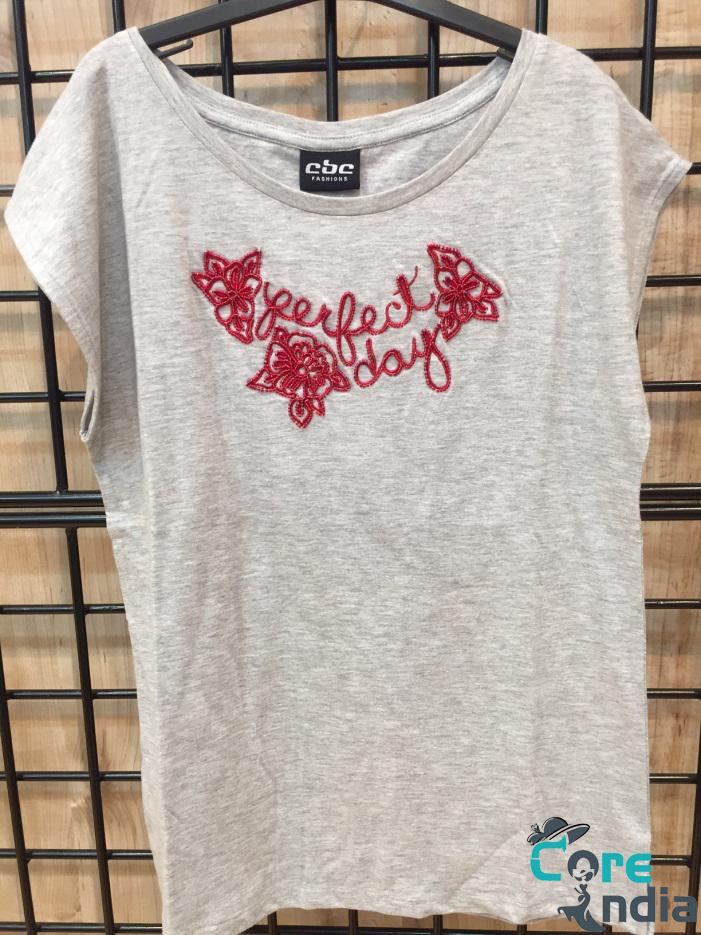 cbc
FASHIONS
perfect
day
Core
India